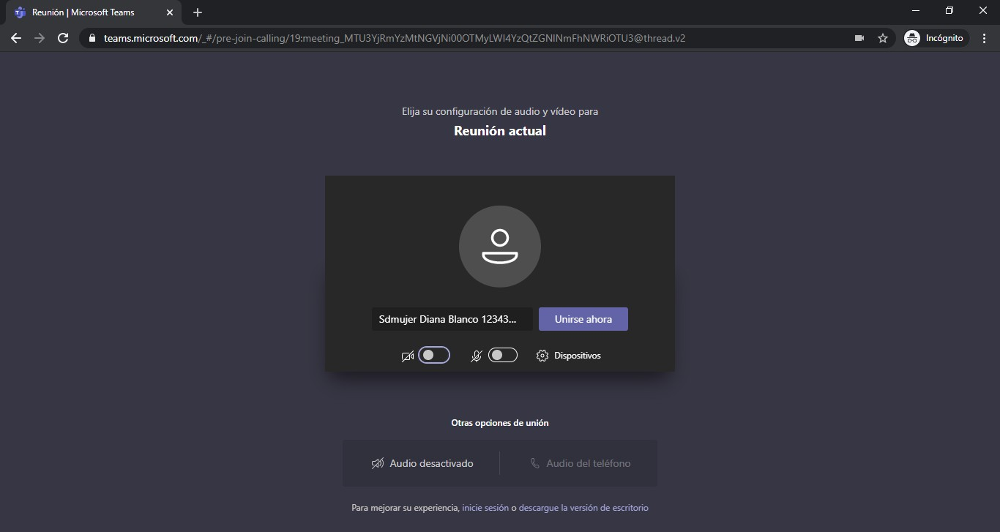 Reunión | Microsoft Teams
teams.microsoft.com/_#/pre-join-calling/19:meeting_MTU3YjRmYzMtNGVjNi00OTMyLWI4YzQtZGNlNmFhNWRiOTU3@thread.v2
Incógnito
Elija su configuración de audio y vídeo para
Reunión actual
Sdmujer Diana Blanco 12343...
Unirse ahora
Dispositivos
Otras opciones de unión
Audio desactivado
Audio del teléfono
Para mejorar su experiencia, inicie sesión o descargue la versión de escritorio